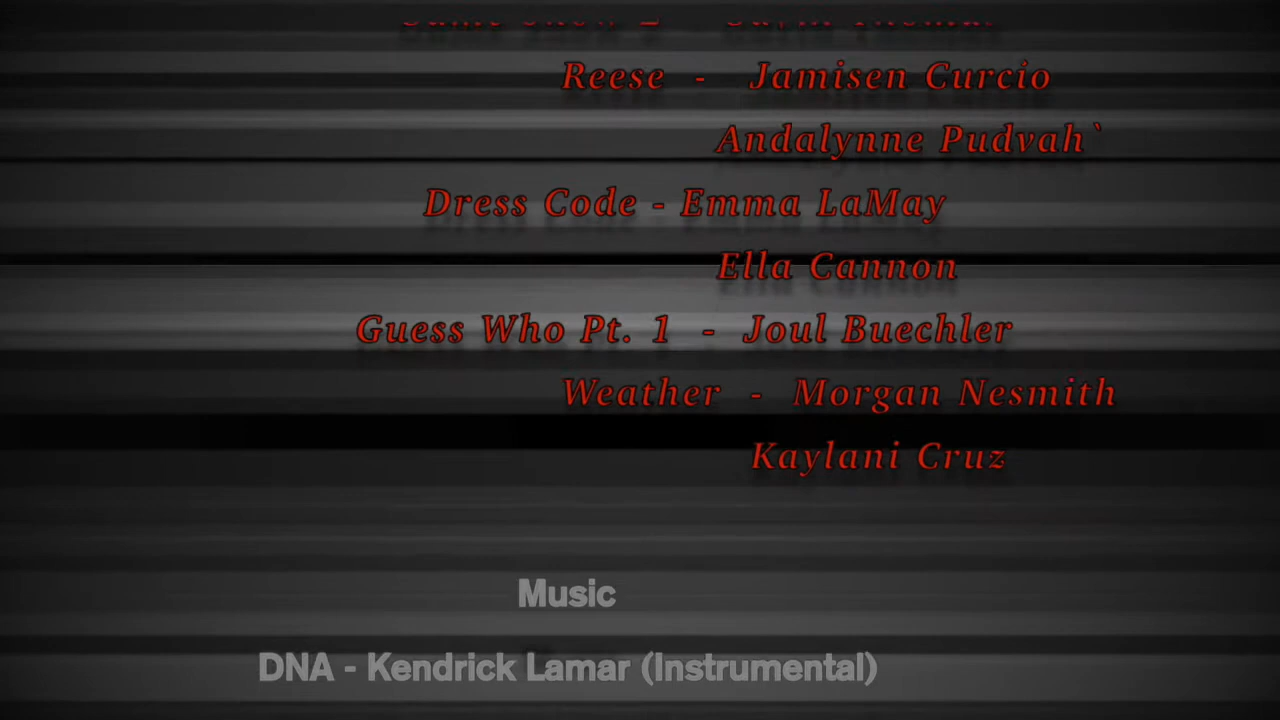 Reese - Jamisen Curcio
Andalynne Pudvah`
Dress Code - Emma LaMay
Ella Cannon
Guess Who Pt. 1 - Joul Buechler
Weather - Morgan Nesmith
Kaylani Cruz
Music
DNA - Kendrick Lamar (Instrumental)